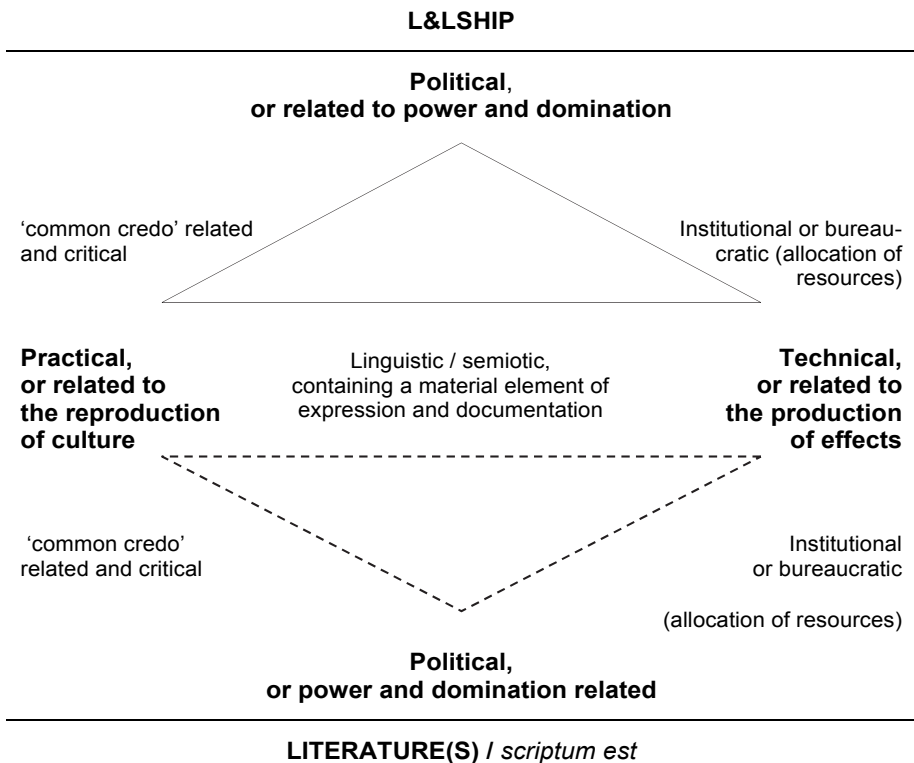 L&LSHIP
Political,
or related to power and domination
‘common credo’ related
and critical
Institutional or bureau-
cratic (allocation of
resources)
Practical,
or related to
the reproduction
of culture
Linguistic / semiotic,
containing a material element of
expression and documentation
Technical,
or related to
the production
of effects
‘common credo’
related and critical
Institutional
or bureaucratic
(allocation of resources)
Political,
or power and domination related
LITERATURE(S) / scriptum est